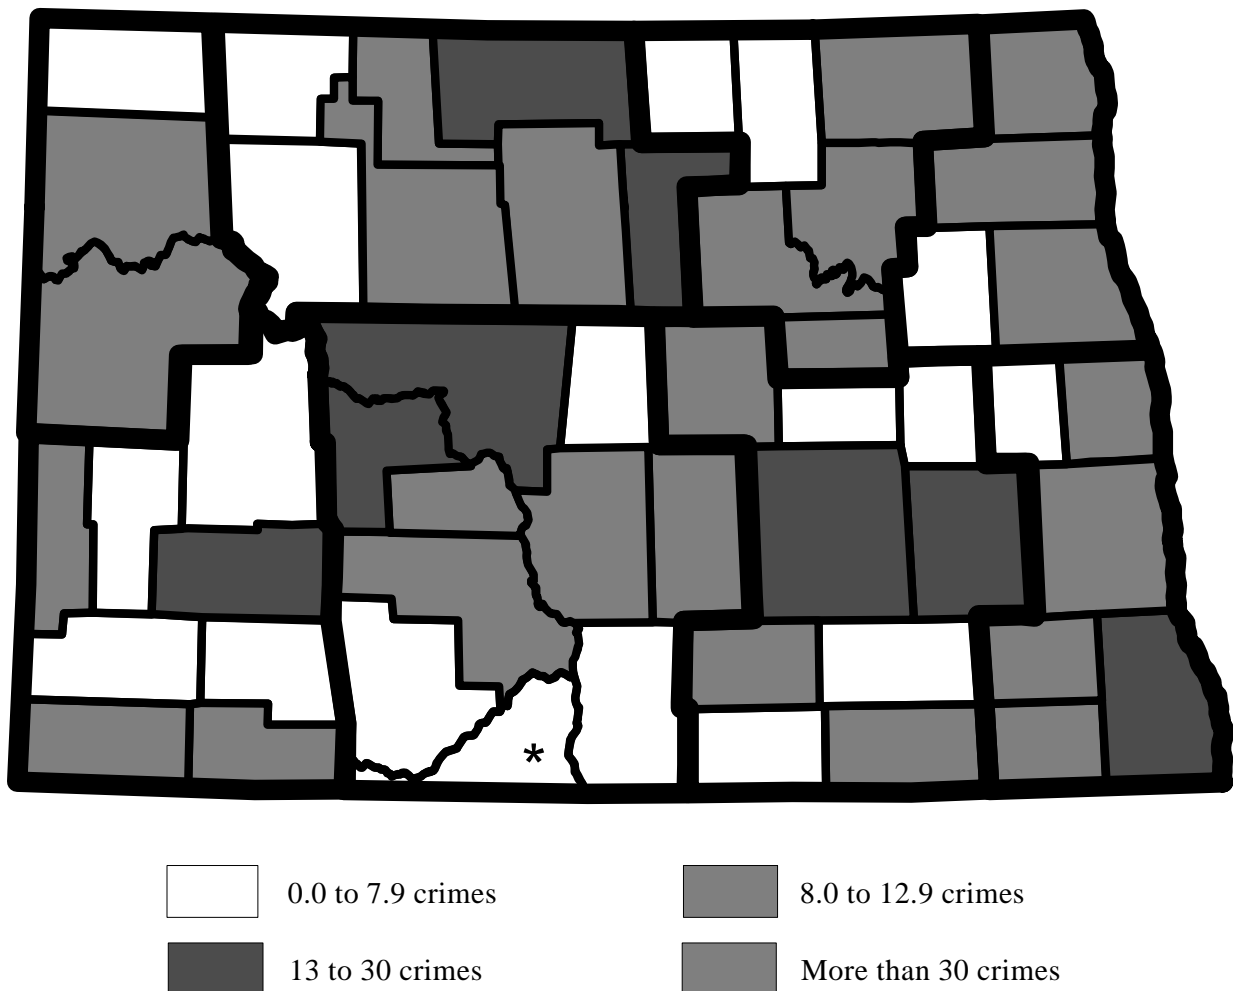 *
0.0 to 7.9 crimes
8.0 to 12.9 crimes
13 to 30 crimes
More than 30 crimes